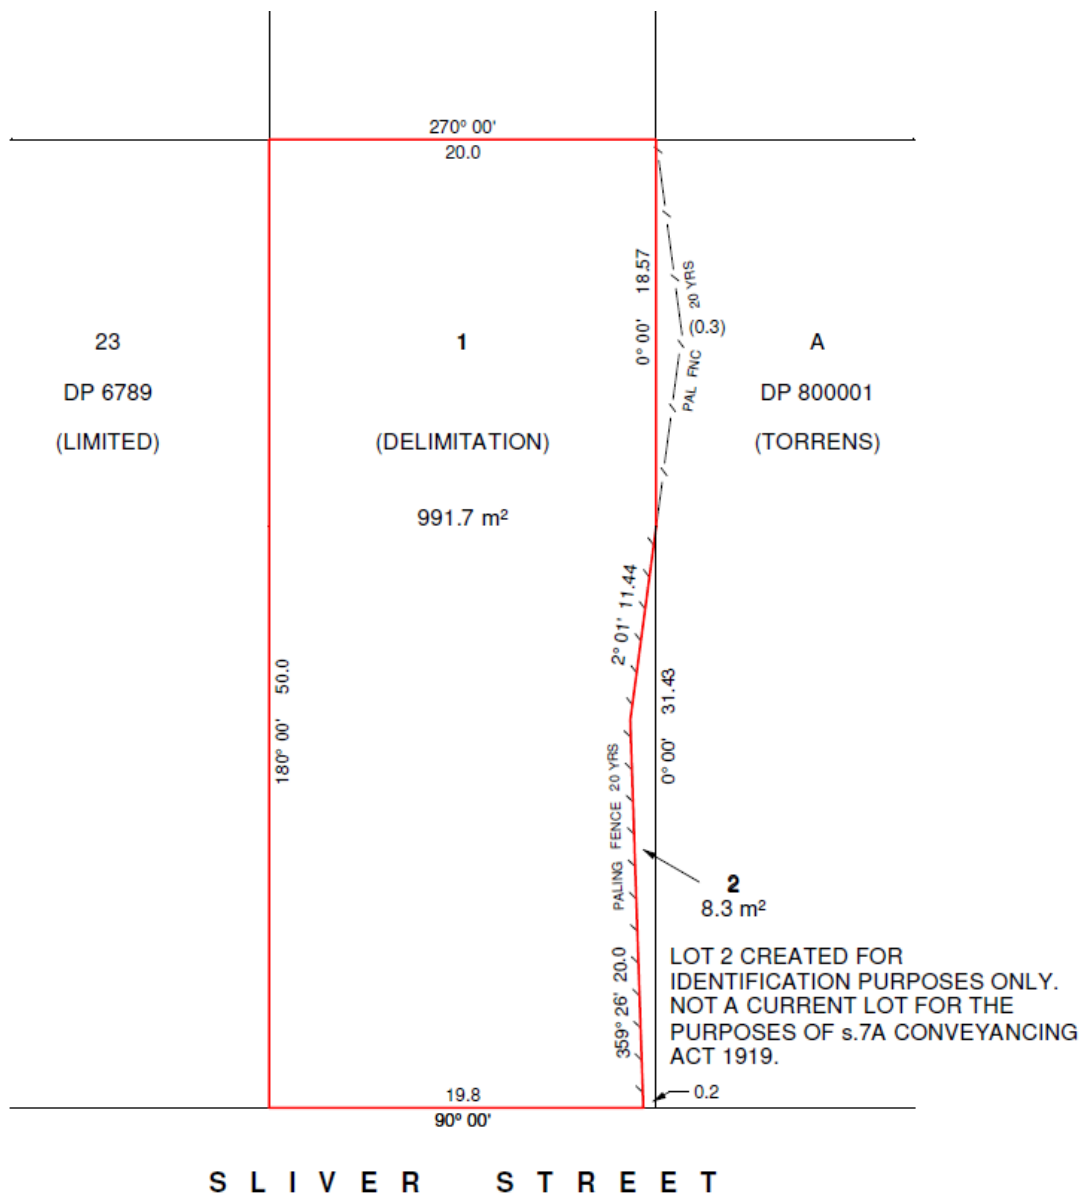 270° 00'
20.0
18.57
0° 00'
20 YRS
(0.3)
PAL FNC
23
DP 6789
(LIMITED)
1
(DELIMITATION)
991.7 m²
A
DP 800001
(TORRENS)
2° 01' 11.44
180° 00' 50.0
0° 00' 31.43
PALING FENCE 20 YRS
2
8.3 m²
359° 26' 20.0
LOT 2 CREATED FOR
IDENTIFICATION PURPOSES ONLY.
NOT A CURRENT LOT FOR THE
PURPOSES OF s.7A CONVEYANCING
ACT 1919.
19.8
0.2
90° 00'
SLIVER STREET